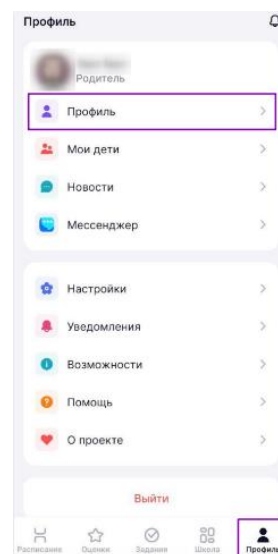 Профиль
Родитель
Профиль
Мои дети
Новости
Мессенджер
Настройки
Уведомления
Возможности
Помощь
О проекте
Выйти
Расписание Оценки Задания Школа Профиль